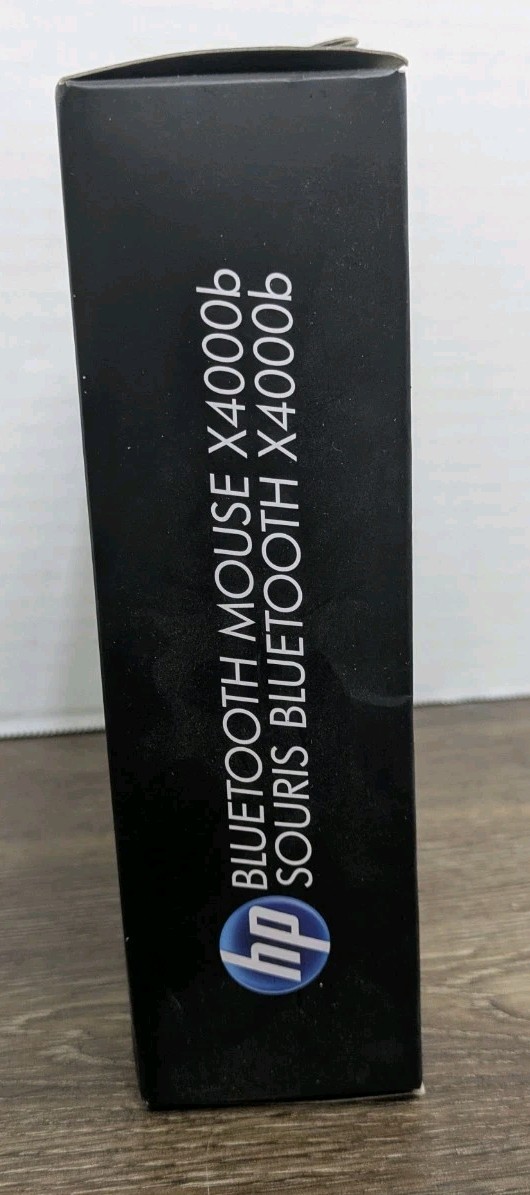 hp
BLUETOOTH MOUSE X4000b
SOURIS BLUETOOTH X4000b